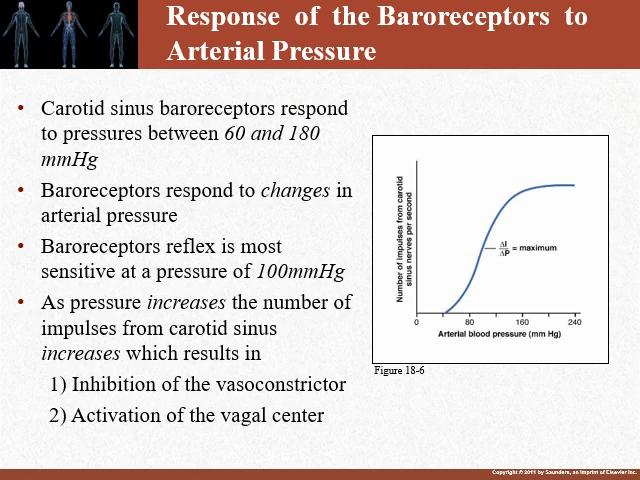 Response of the Baroreceptors to
Arterial Pressure
• Carotid sinus baroreceptors respond
to pressures between 60 and 180
mmHg
• Baroreceptors respond to changes in
arterial pressure
• Baroreceptors reflex is most
sensitive at a pressure of 100mmHg
• As pressure increases the number of
impulses from carotid sinus
increases which results in
1) Inhibition of the vasoconstrictor
2) Activation of the vagal center
Number of impulses from carotid
sinus nerves per second
ΔI
ΔP = maximum
0 80 160 240
Arterial blood pressure (mm Hg)
Figure 18-6
Copyright © 2011 by Saunders, an imprint of Elsevier Inc.